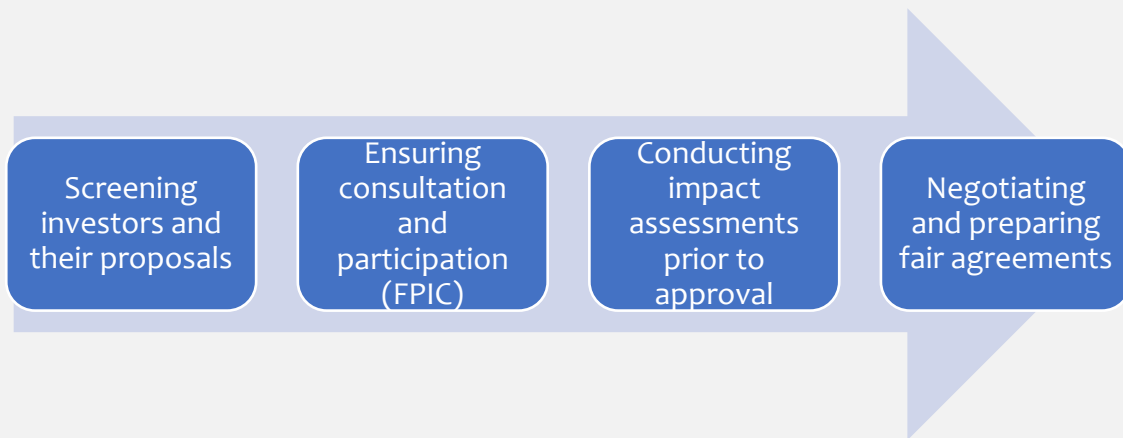 Screening
investors and
their proposals
Ensuring
consultation
and
participation
(FPIC)
Conducting
impact
assessments
prior to
approval
Negotiating
and preparing
fair agreements